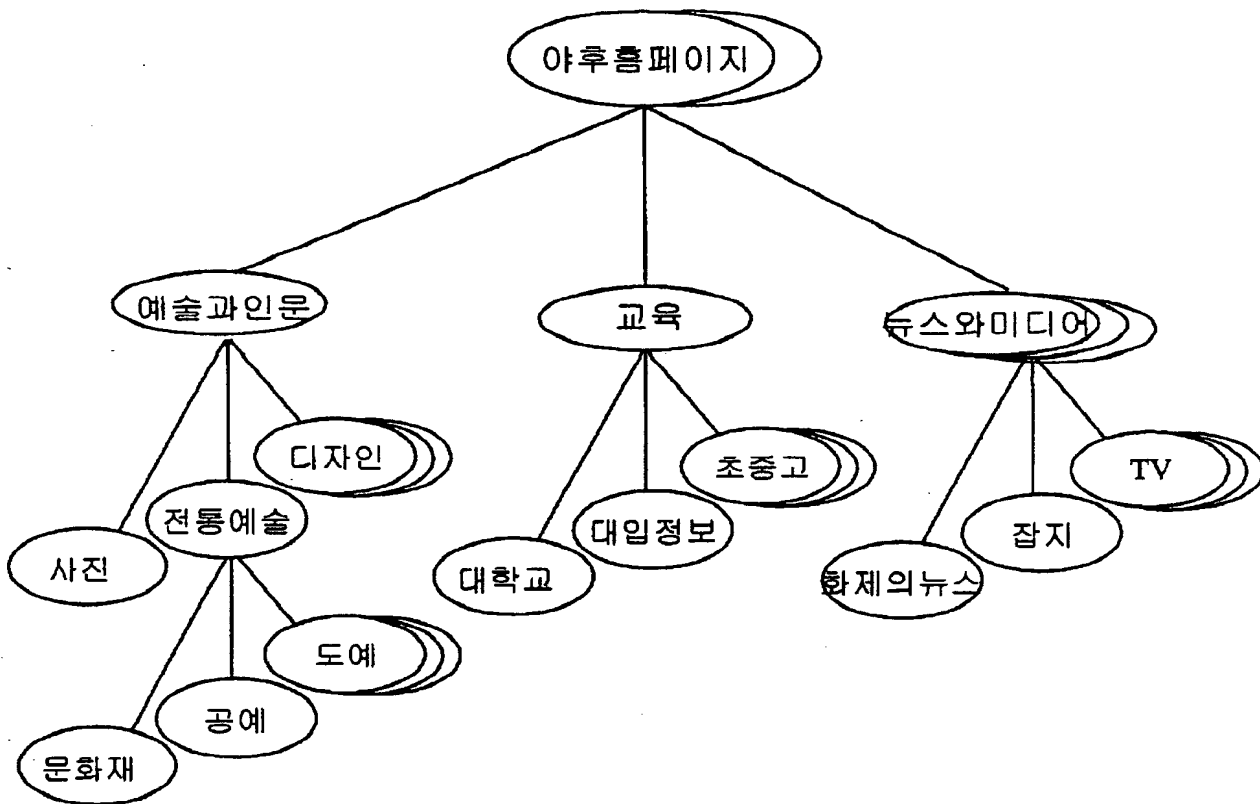 야후홈페이지
예술과인문
교육
뉴스와미디어
디자인
초중고
TV
전통예술
대입정보
잡지
사진
대학교
화제의뉴스
도예
공예
문화재